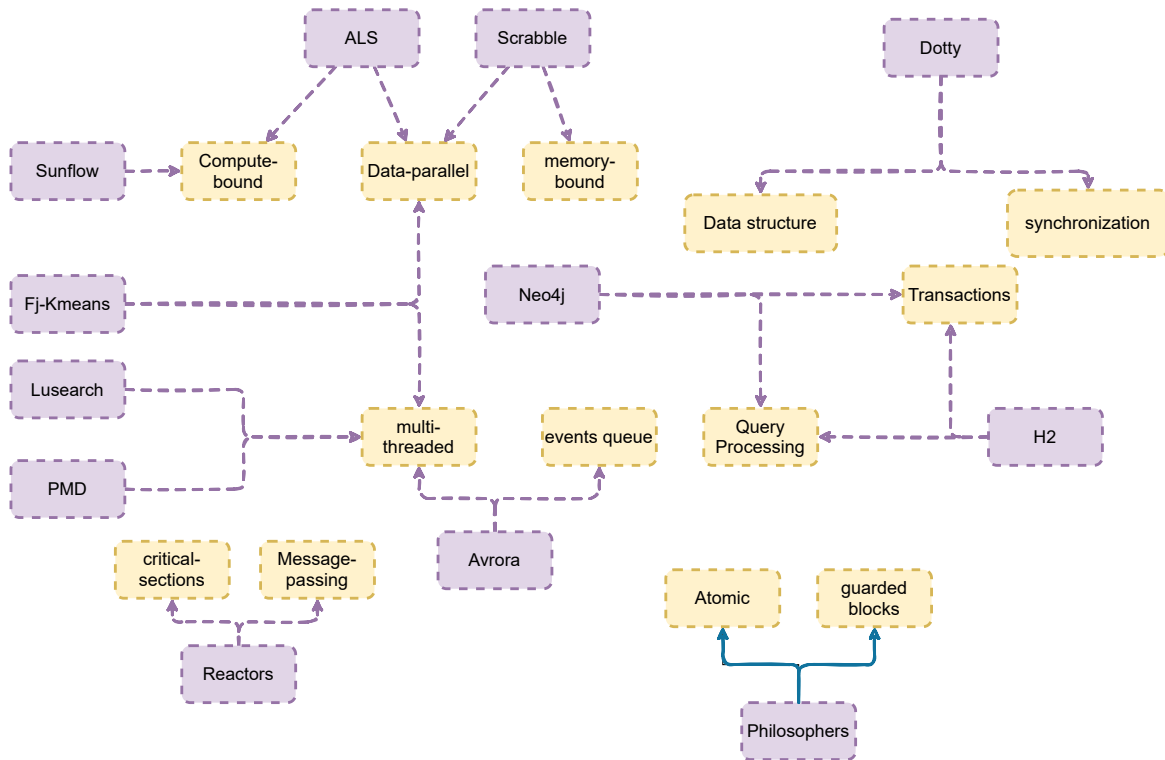 ALS
Scrabble
Dotty
Sunflow
Compute-
bound
Data-parallel
memory-
bound
Data structure
synchronization
Fj-Kmeans
Neo4j
Transactions
Lusearch
multi-
threaded
events queue
Query
Processing
H2
PMD
Avrora
critical-
sections
Message-
passing
Atomic
guarded
blocks
Reactors
Philosophers